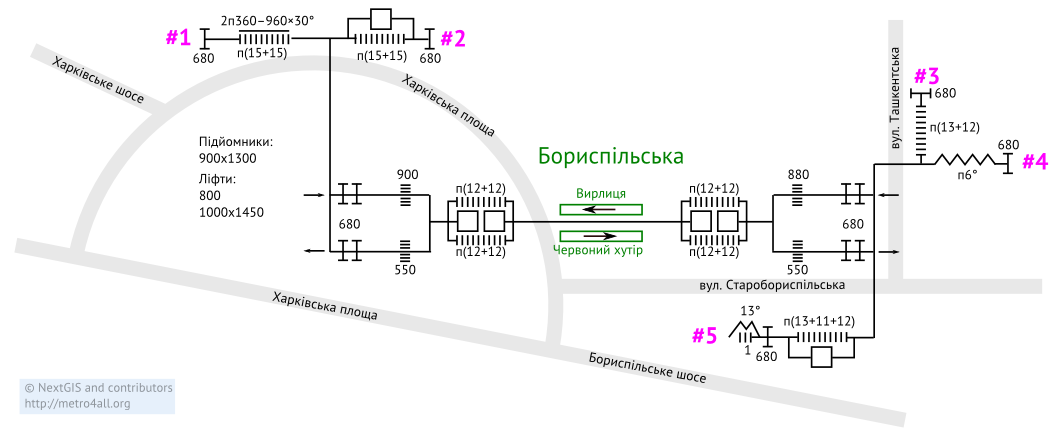 #1
680
2п360–960×30°
п(15+15)
п(15+15)
680
#2
Харківське шосе
Харківська площа
Підйомники:
900x1300
Ліфти:
800
1000x1450
680
900
550
п(12+12)
п(12+12)
Бориспільська
Вирлиця
Червоний хутір
п(12+12)
п(12+12)
880
550
680
вул. Ташкентська
#3
680
п(13+12)
680
#4
п6°
вул. Старобориспільська
#5
13°
1
680
п(13+11+12)
Харківська площа
Бориспільське шосе
© NextGIS and contributors
http://metro4all.org